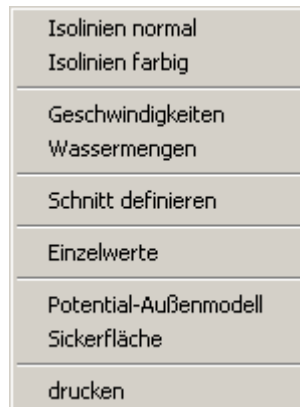 Isolinien normal
Isolinien farbig
Geschwindigkeiten
Wassermengen
Schnitt definieren
Einzelwerte
Potential-Außenmodell
Sickerfläche
drucken